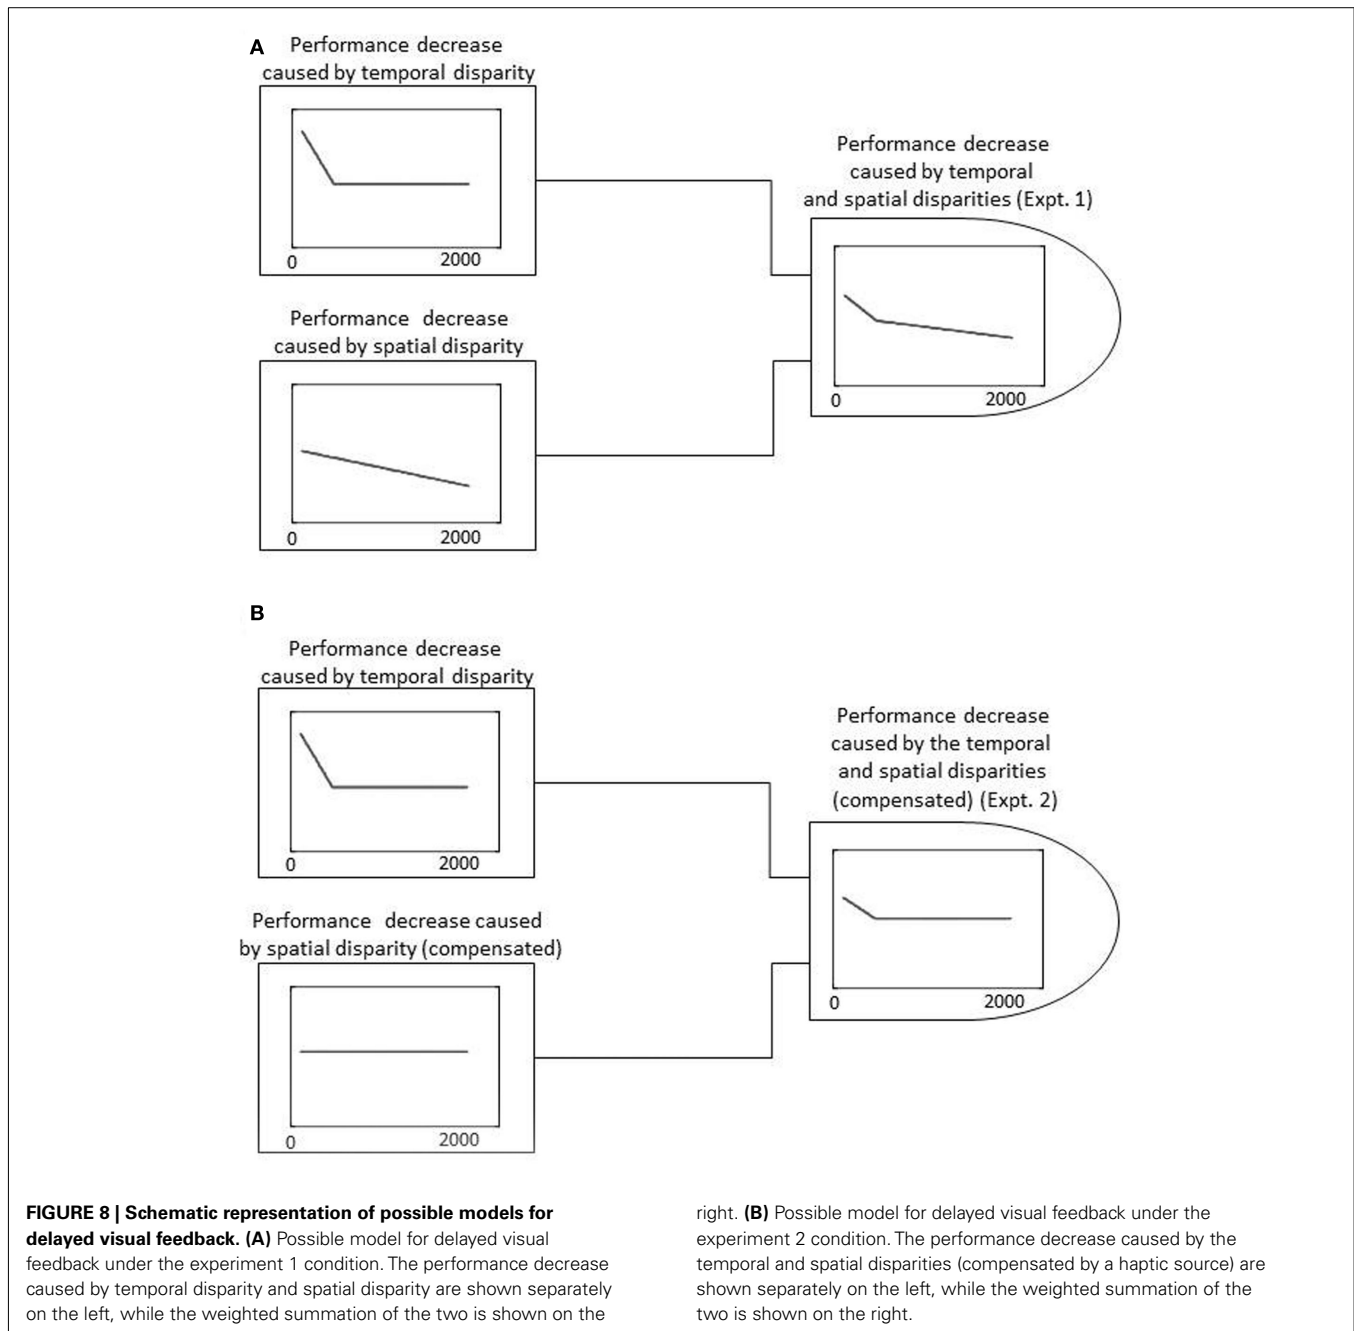 A
Performance decrease
caused by temporal disparity
0 2000
Performance decrease
caused by spatial disparity
0 2000
Performance decrease
caused by temporal
and spatial disparities (Expt. 1)
0 2000
B
Performance decrease
caused by temporal disparity
0 2000
Performance decrease caused
by spatial disparity (compensated)
0 2000
Performance decrease
caused by the temporal
and spatial disparities
(compensated) (Expt. 2)
0 2000
FIGURE 8 | Schematic representation of possible models for
delayed visual feedback. (A) Possible model for delayed visual
feedback under the experiment 1 condition. The performance decrease
caused by temporal disparity and spatial disparity are shown separately
on the left, while the weighted summation of the two is shown on the
right. (B) Possible model for delayed visual feedback under the
experiment 2 condition. The performance decrease caused by the
temporal and spatial disparities (compensated by a haptic source) are
shown separately on the left, while the weighted summation of the
two is shown on the right.